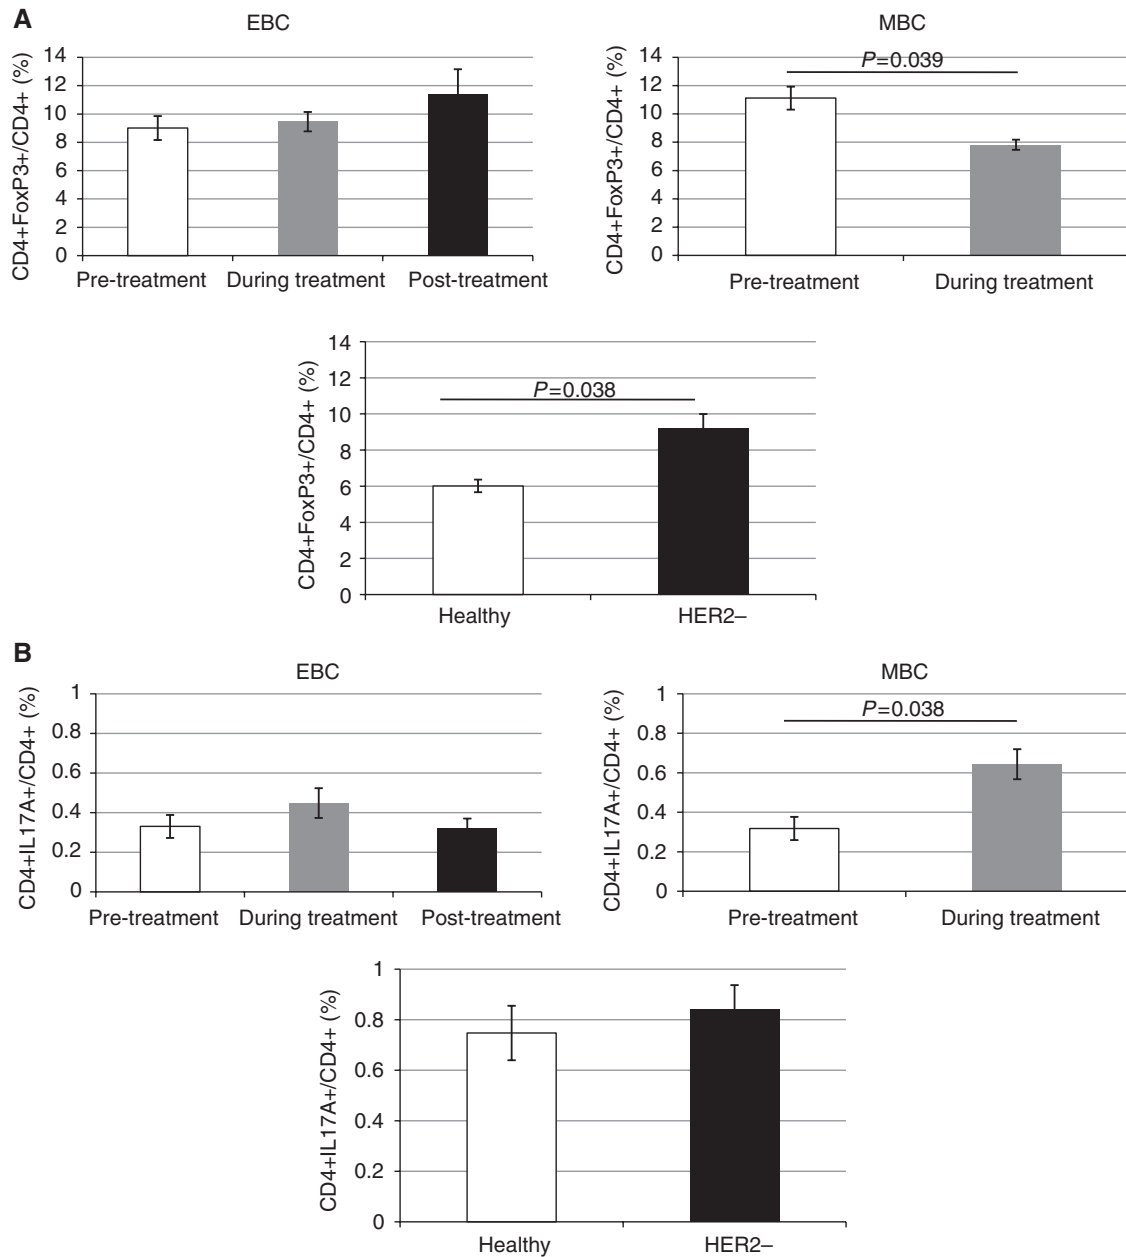 A
EBC
MBC
CD4+FoxP3+/CD4+ (%)
14
12
10
8
6
4
2
0
Pre-treatment During treatment Post-treatment
CD4+FoxP3+/CD4+ (%)
14
12
10
8
6
4
2
0
P=0.039
Pre-treatment During treatment
CD4+FoxP3+/CD4+ (%)
14
12
10
8
6
4
2
0
P=0.038
Healthy HER2–
B
EBC
MBC
CD4+IL17A+/CD4+ (%)
1
0.8
0.6
0.4
0.2
0
Pre-treatment During treatment Post-treatment
CD4+IL17A+/CD4+ (%)
1
0.8
0.6
0.4
0.2
0
P=0.038
Pre-treatment During treatment
CD4+IL17A+/CD4+ (%)
1
0.8
0.6
0.4
0.2
0
Healthy HER2–